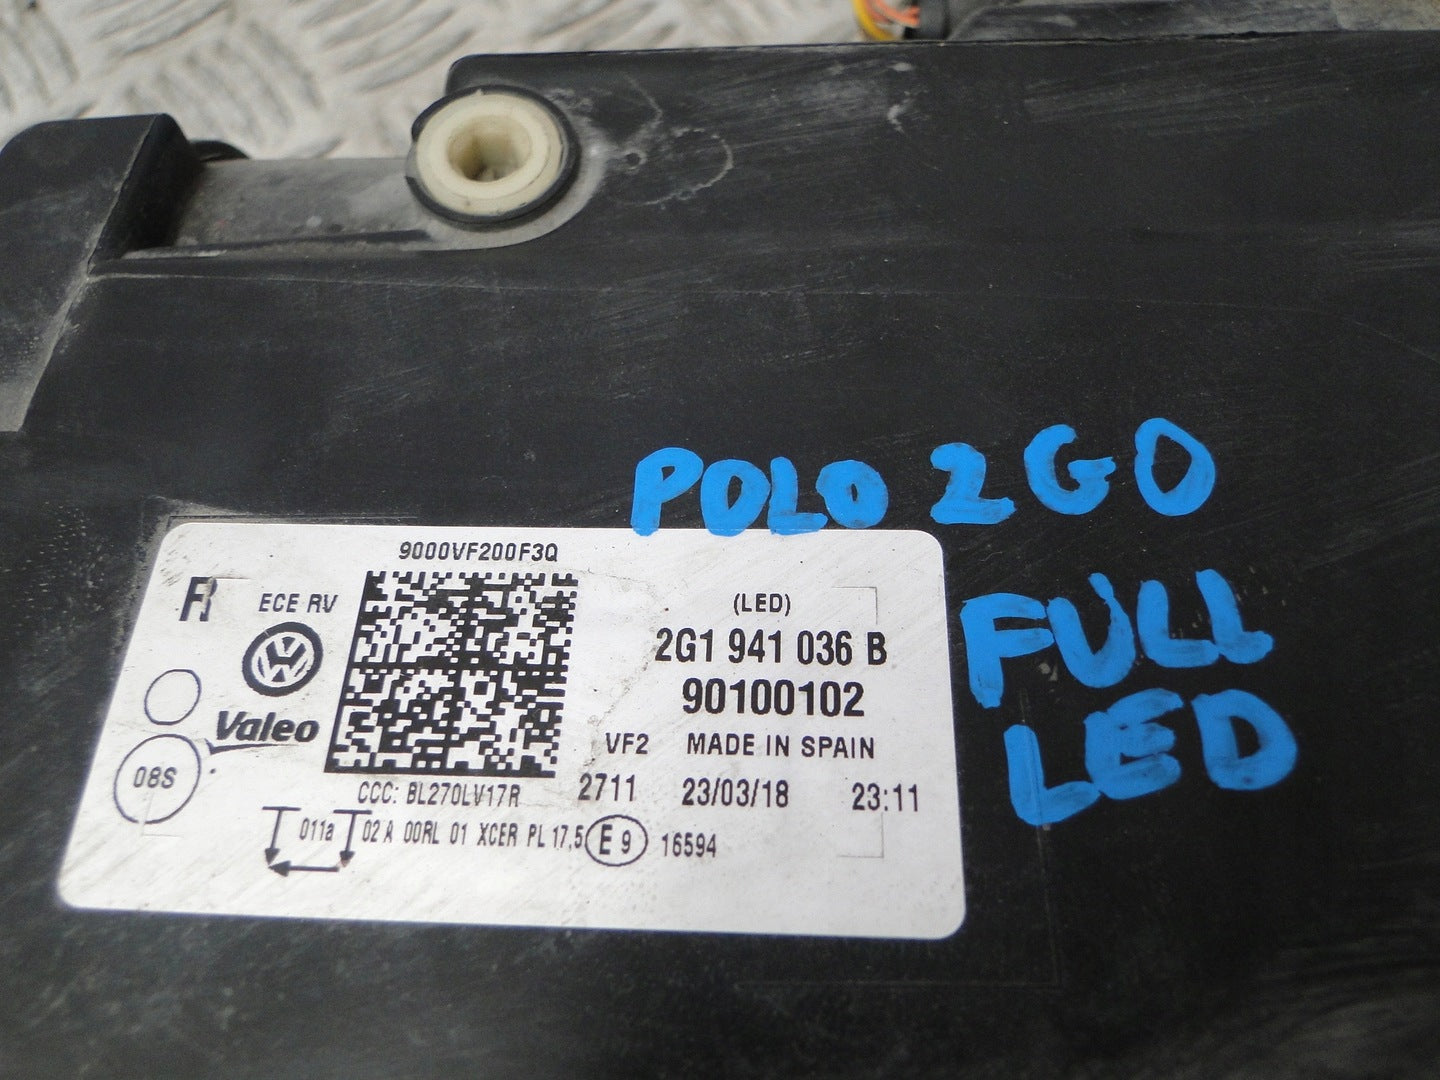 POLO 2GO
FULL
LED
9000VF200F3Q
R
ECE RV
(LED)
2G1 941 036 B
90100102
Valeo
VF2 MADE IN SPAIN
08S
CCC: BL270LV17R
2711 23/03/18 23:11
011a
02 A 00RL 01 XCER PL 17,5 E 9 16594